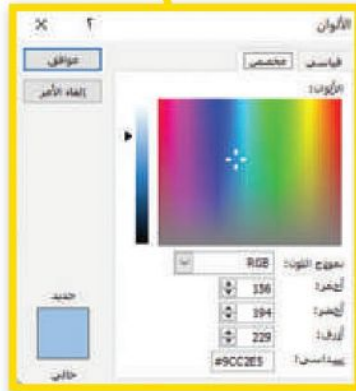 الألوان ? ✕
قياسي مخصص
موافق
إلغاء الأمر
الألوان:
نموذج اللون: RGB
أحمر: 156
أخضر: 194
أزرق: 229
سداسي: #9CC2E5
جديد
حالي